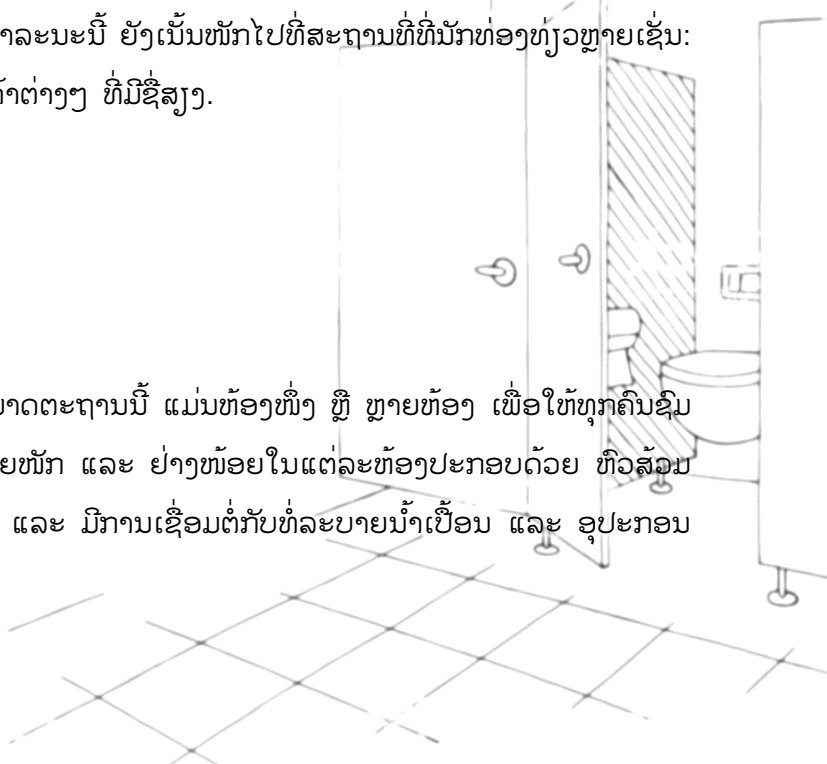 າລະນະນີ້ ຍັງເນັ້ນໜັກໄປທີ່ສະຖານທີ່ທີ່ນັກທ່ອງທ່ຽວຫຼາຍເຊັ່ນ:
ຄ້າຕ່າງໆ ທີ່ມີຊື່ສຽງ.
ມາດຕະຖານນີ້ ແມ່ນຫ້ອງໜຶ່ງ ຫຼື ຫຼາຍຫ້ອງ ເພື່ອໃຫ້ທຸກຄົນຊົມ
ຍໜັກ ແລະ ຢ່າງໜ້ອຍໃນແຕ່ລະຫ້ອງປະກອບດ້ວຍ ຫົວສ້ວມ
ແລະ ມີການເຊື່ອມຕໍ່ກັບທໍ່ລະບາຍນ້ຳເປື້ອນ ແລະ ອຸປະກອນ